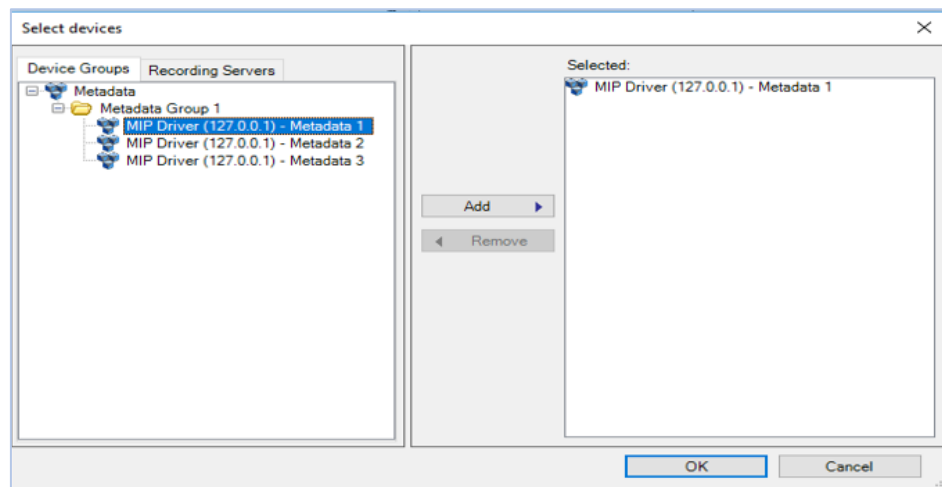 Select devices
Device Groups
Recording Servers
Metadata
Metadata Group 1
MIP Driver (127.0.0.1) - Metadata 1
MIP Driver (127.0.0.1) - Metadata 2
MIP Driver (127.0.0.1) - Metadata 3
Add
Remove
Selected:
MIP Driver (127.0.0.1) - Metadata 1
OK
Cancel